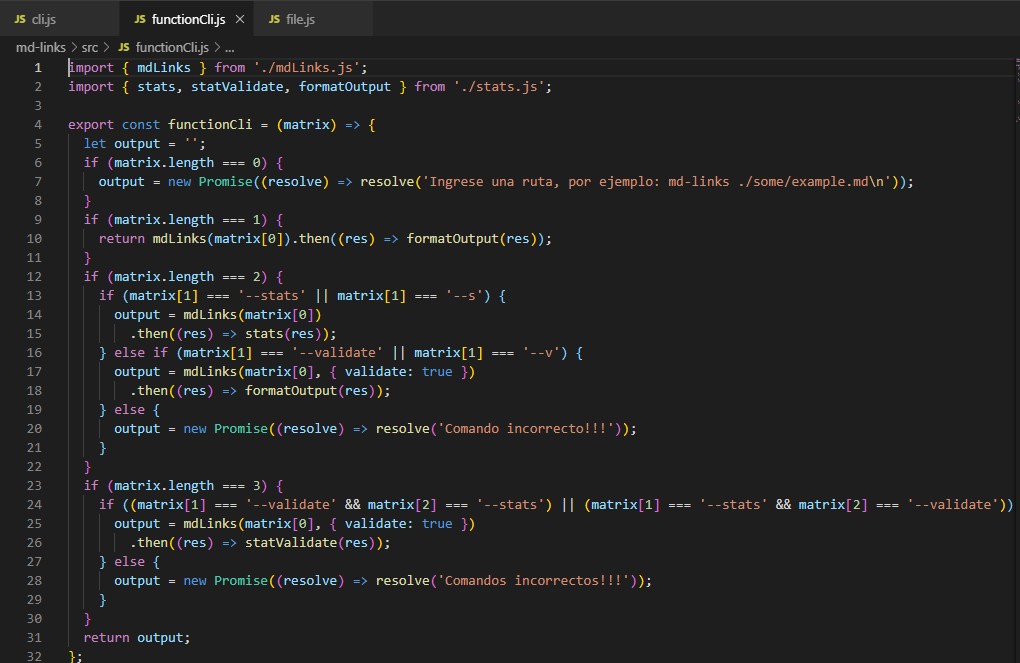 JS cli.js JS functionCli.js × JS file.js
md-links > src > JS functionCli.js > ...
1 import { mdLinks } from './mdLinks.js';
2 import { stats, statValidate, formatOutput } from './stats.js';
3
4 export const functionCli = (matrix) => {
5   let output = '';
6   if (matrix.length === 0) {
7     output = new Promise((resolve) => resolve('Ingrese una ruta, por ejemplo: md-links ./some/example.md\n'));
8   }
9   if (matrix.length === 1) {
10     return mdLinks(matrix[0]).then((res) => formatOutput(res));
11   }
12   if (matrix.length === 2) {
13     if (matrix[1] === '--stats' || matrix[1] === '--s') {
14       output = mdLinks(matrix[0])
15         .then((res) => stats(res));
16     } else if (matrix[1] === '--validate' || matrix[1] === '--v') {
17       output = mdLinks(matrix[0], { validate: true })
18         .then((res) => formatOutput(res));
19     } else {
20       output = new Promise((resolve) => resolve('Comando incorrecto!!!'));
21     }
22   }
23   if (matrix.length === 3) {
24     if ((matrix[1] === '--validate' && matrix[2] === '--stats') || (matrix[1] === '--stats' && matrix[2] === '--validate'))
25       output = mdLinks(matrix[0], { validate: true })
26         .then((res) => statValidate(res));
27     } else {
28       output = new Promise((resolve) => resolve('Comandos incorrectos!!!'));
29     }
30   }
31   return output;
32 };